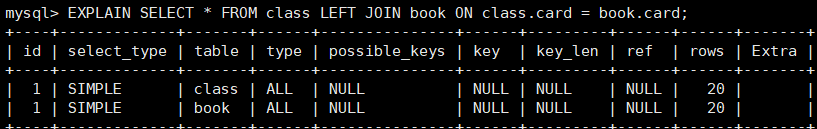 mysql> EXPLAIN SELECT * FROM class LEFT JOIN book ON class.card = book.card;
+----+-------------+-------+------+---------------+------+---------+------+------+-------+
| id | select_type | table | type | possible_keys | key | key_len | ref | rows | Extra |
+----+-------------+-------+------+---------------+------+---------+------+------+-------+
| 1 | SIMPLE | class | ALL | NULL | NULL | NULL | NULL | 20 | |
| 1 | SIMPLE | book | ALL | NULL | NULL | NULL | NULL | 20 | |
+----+-------------+-------+------+---------------+------+---------+------+------+-------+